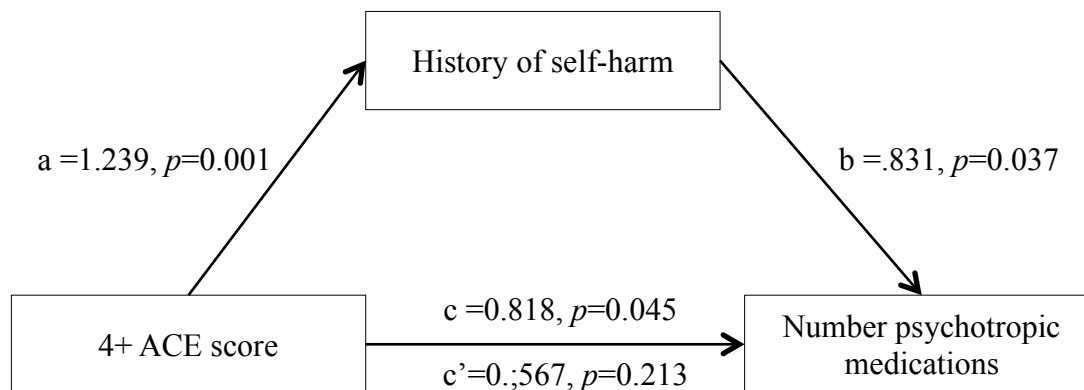 History of self-harm
a =1.239, p=0.001
b =.831, p=0.037
4+ ACE score
c =0.818, p=0.045
c’=0.;567, p=0.213
Number psychotropic
medications